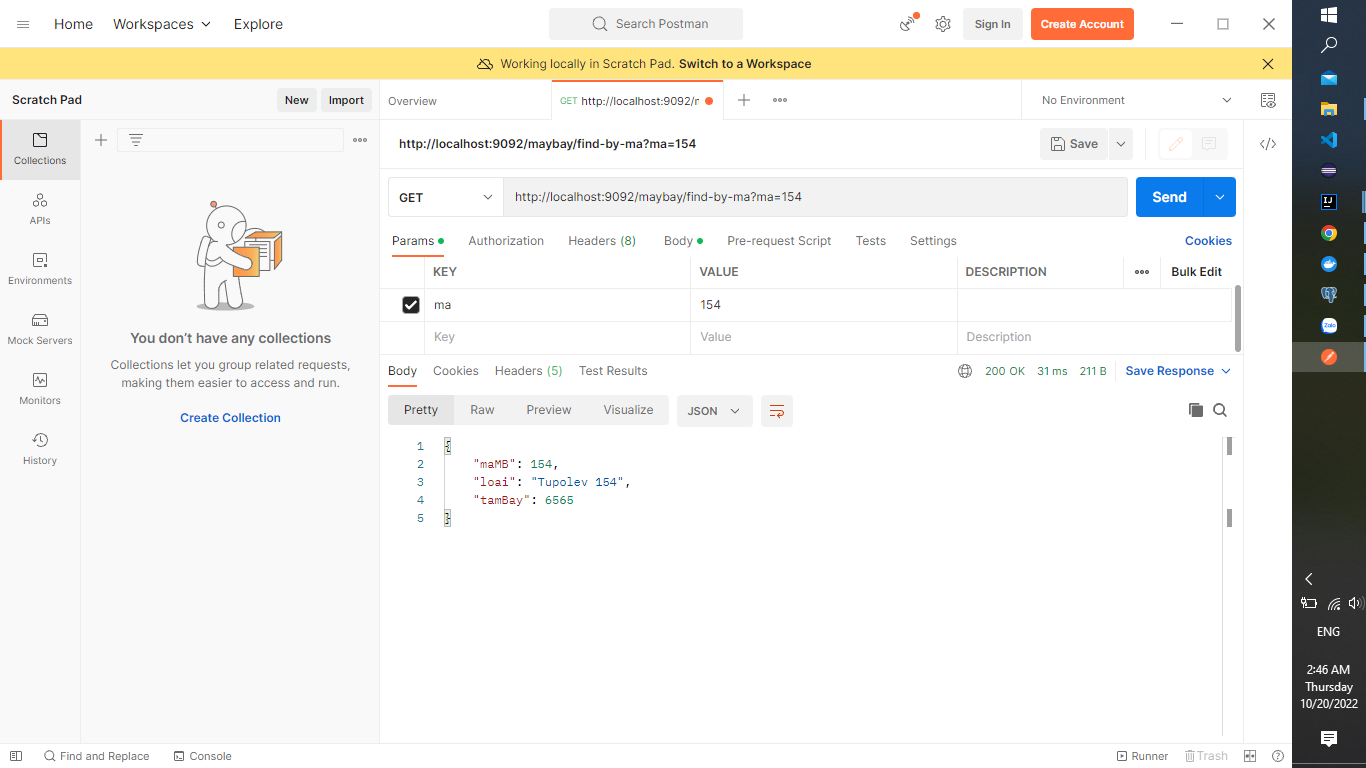 Home Workspaces Explore Search Postman Sign In Create Account
Working locally in Scratch Pad. Switch to a Workspace
Scratch Pad New Import Overview GET http://localhost:9092/m No Environment
http://localhost:9092/maybay/find-by-ma?ma=154 Save
Collections
APIs
Environments
Mock Servers
Monitors
History
You don't have any collections
Collections let you group related requests,
making them easier to access and run.
Create Collection
GET http://localhost:9092/maybay/find-by-ma?ma=154 Send
Params Authorization Headers (8) Body Pre-request Script Tests Settings Cookies
KEY VALUE DESCRIPTION Bulk Edit
ma 154
Key Value Description
Body Cookies Headers (5) Test Results 200 OK 31 ms 211 B Save Response
Pretty Raw Preview Visualize JSON
1 {
2 "maMB": 154,
3 "loai": "Tupolev 154",
4 "tamBay": 6565
5 }
Find and Replace Console Runner Trash
IJ
Zalo
ENG
2:46 AM
Thursday
10/20/2022